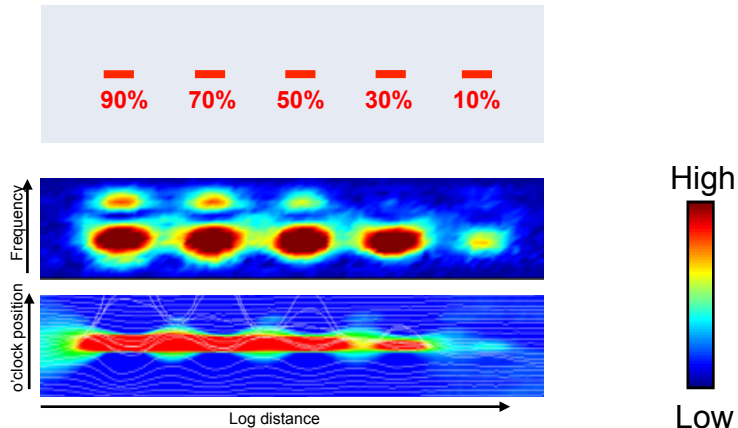 90% 70% 50% 30% 10%
Frequency
High
o'clock position
Log distance
Low